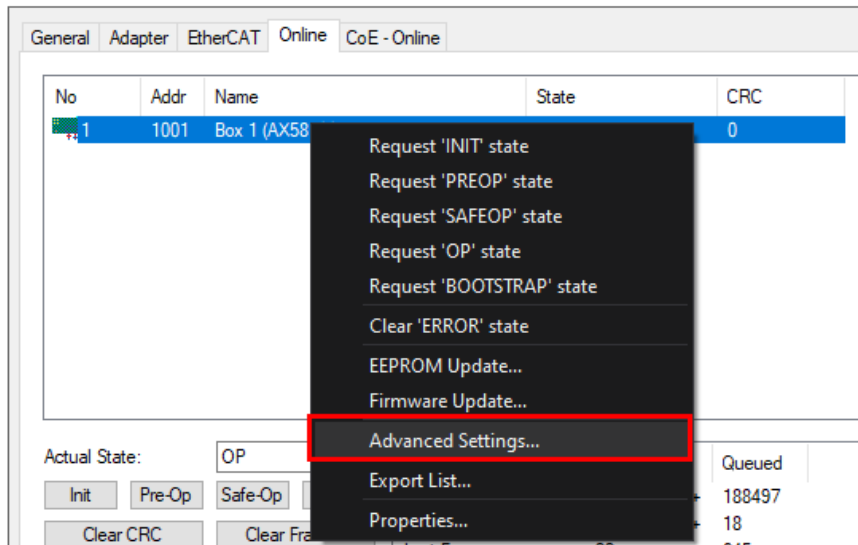 General Adapter EtherCAT Online CoE - Online
No Addr Name State CRC
1 1001 Box 1 (AX58 0
Request 'INIT' state
Request 'PREOP' state
Request 'SAFEOP' state
Request 'OP' state
Request 'BOOTSTRAP' state
Clear 'ERROR' state
EEPROM Update...
Firmware Update...
Advanced Settings...
Export List...
Properties...
Actual State: OP
Init Pre-Op Safe-Op
Clear CRC Clear Fra
Queued
+ 188497
+ 18